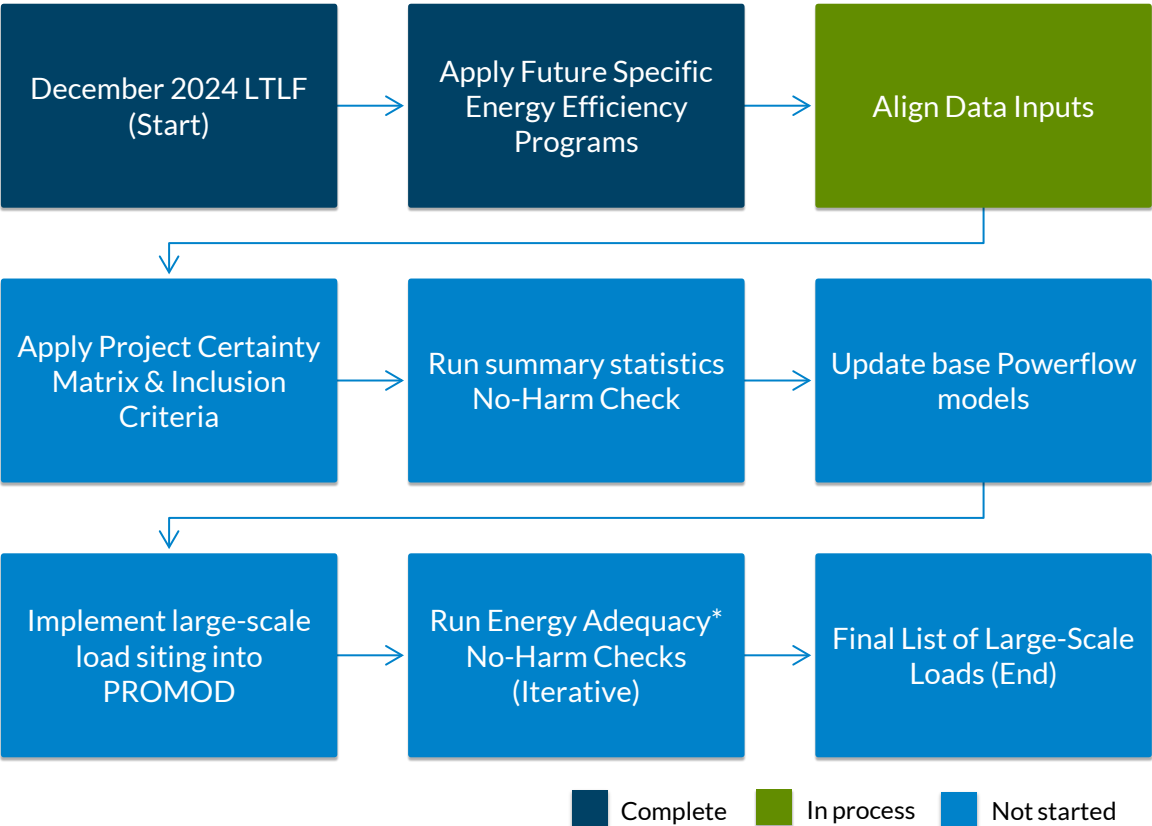 December 2024 LTLF
(Start)
Apply Future Specific
Energy Efficiency
Programs
Align Data Inputs
Apply Project Certainty
Matrix & Inclusion
Criteria
Run summary statistics
No-Harm Check
Update base Powerflow
models
Implement large-scale
load siting into
PROMOD
Run Energy Adequacy*
No-Harm Checks
(Iterative)
Final List of Large-Scale
Loads (End)
Complete
In process
Not started